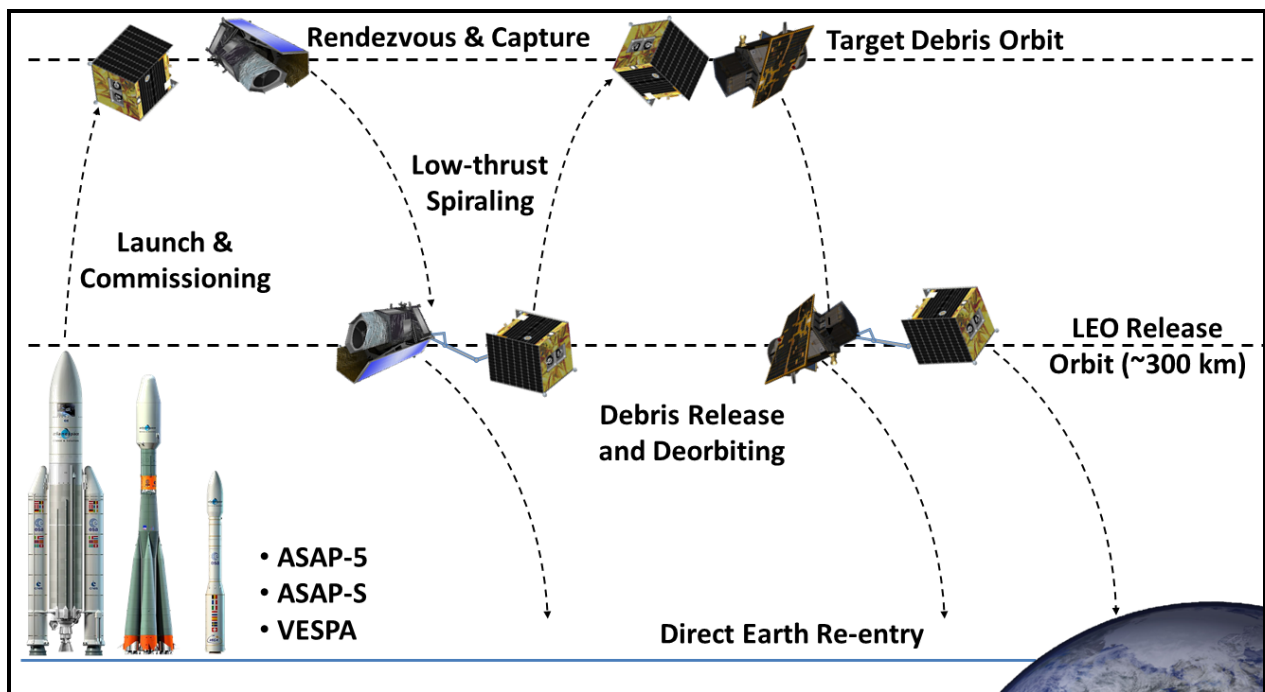 Rendezvous & Capture
Target Debris Orbit
Low-thrust
Spiraling
Launch &
Commissioning
LEO Release
Orbit (~300 km)
Debris Release
and Deorbiting
• ASAP-5
• ASAP-S
• VESPA
Direct Earth Re-entry